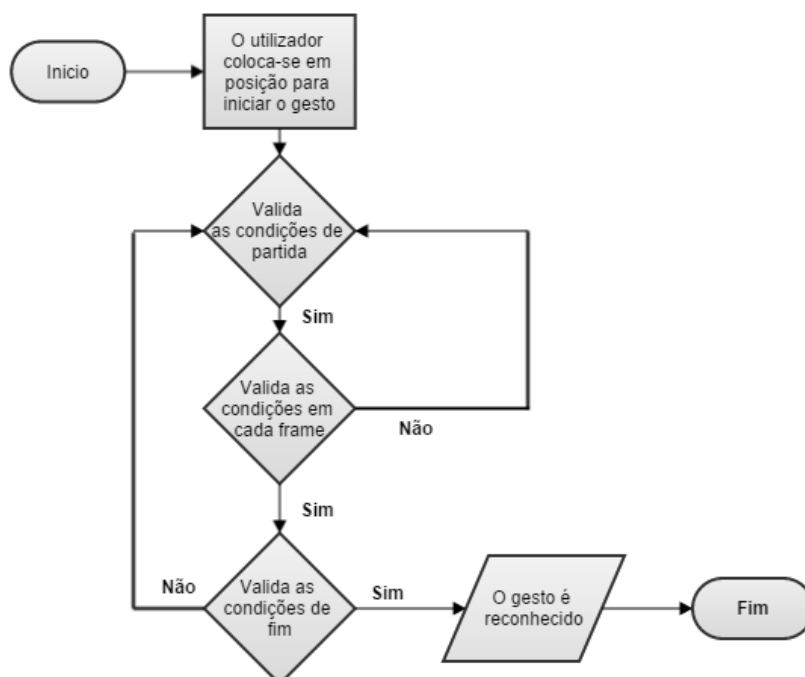 Inicio
O utilizador
coloca-se em
posição para
iniciar o gesto
Valida
as condições de
partida
Sim
Valida as
condições em
cada frame
Não
Sim
Não
Valida as
condições de
fim
Sim
O gesto é
reconhecido
Fim